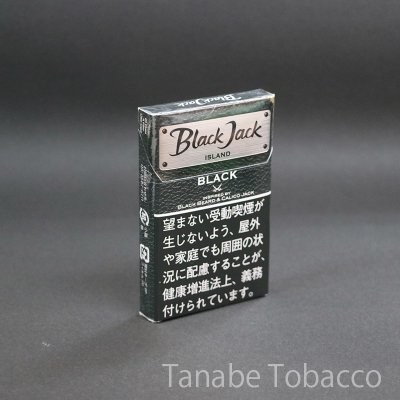 Black Jack
ISLAND
BLACK
INSPIRED BY
BLACK BEARD & CALICO JACK
望まない受動喫煙が
生じないよう、屋外
や家庭でも周囲の状
況に配慮することが、
健康増進法上、義務
付けられています。
Tanabe Tobacco